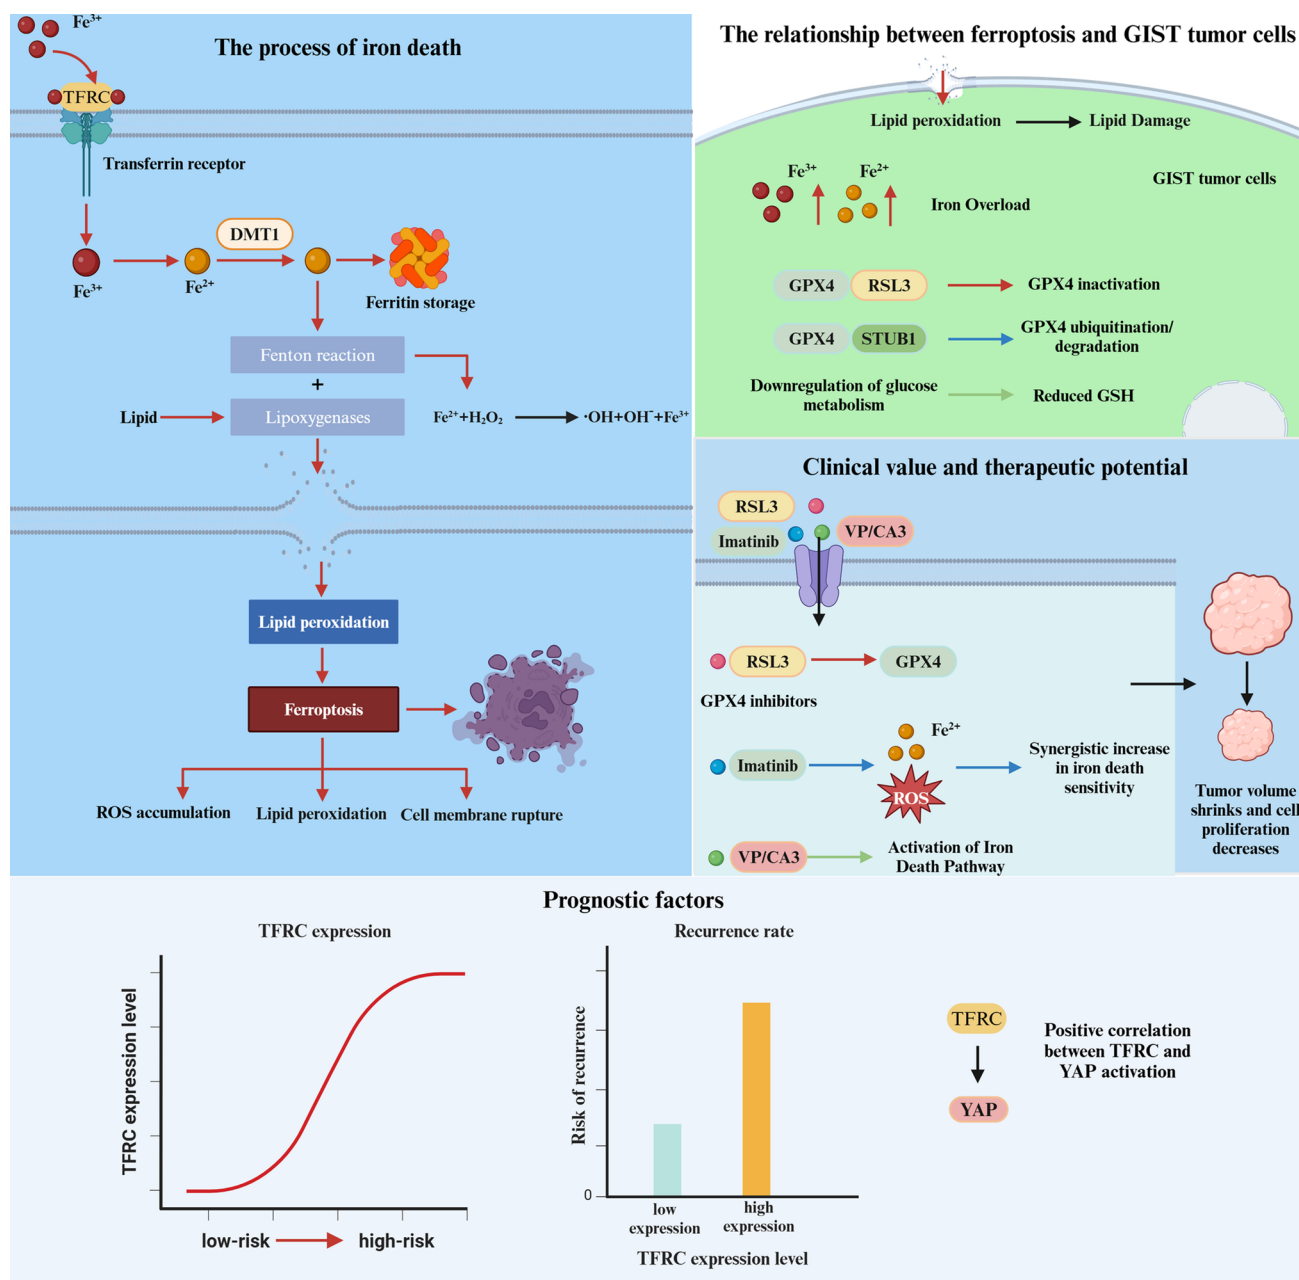 The process of iron death
Fe³⁺
TFRC
Transferrin receptor
DMT1
Fe³⁺
Fe²⁺
Ferritin storage
Fenton reaction
+
Lipid
Lipoxygenases
Fe²⁺+H₂O₂
·OH+OH⁻+Fe³⁺
Lipid peroxidation
Ferroptosis
ROS accumulation
Lipid peroxidation
Cell membrane rupture
The relationship between ferroptosis and GIST tumor cells
Lipid peroxidation
Lipid Damage
GIST tumor cells
Fe³⁺
Fe²⁺
Iron Overload
GPX4
RSL3
GPX4 inactivation
GPX4
STUB1
GPX4 ubiquitination/
degradation
Downregulation of glucose
metabolism
Reduced GSH
Clinical value and therapeutic potential
RSL3
Imatinib
VP/CA3
RSL3
GPX4
GPX4 inhibitors
Imatinib
Fe²⁺
ROS
Synergistic increase
in iron death
sensitivity
VP/CA3
Activation of Iron
Death Pathway
Tumor volume
shrinks and cell
proliferation
decreases
Prognostic factors
TFRC expression
TFRC expression level
low-risk
high-risk
Recurrence rate
Risk of recurrence
0
low
expression
high
expression
TFRC expression level
TFRC
YAP
Positive correlation
between TFRC and
YAP activation